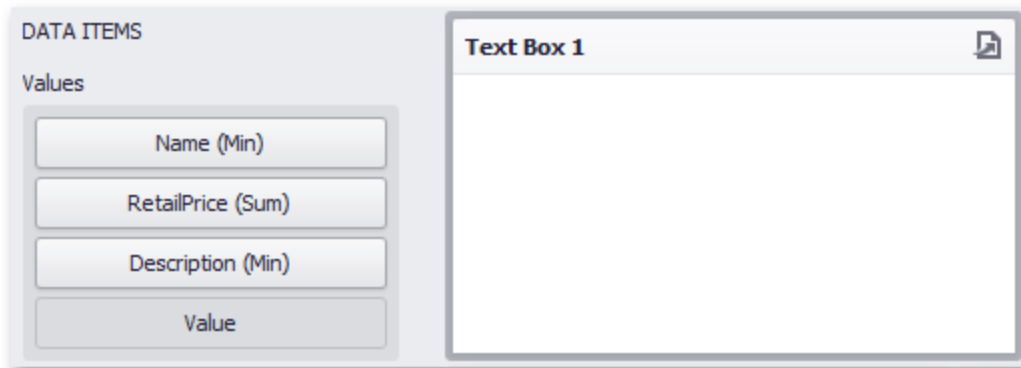 DATA ITEMS
Values
Name (Min)
RetailPrice (Sum)
Description (Min)
Value
Text Box 1